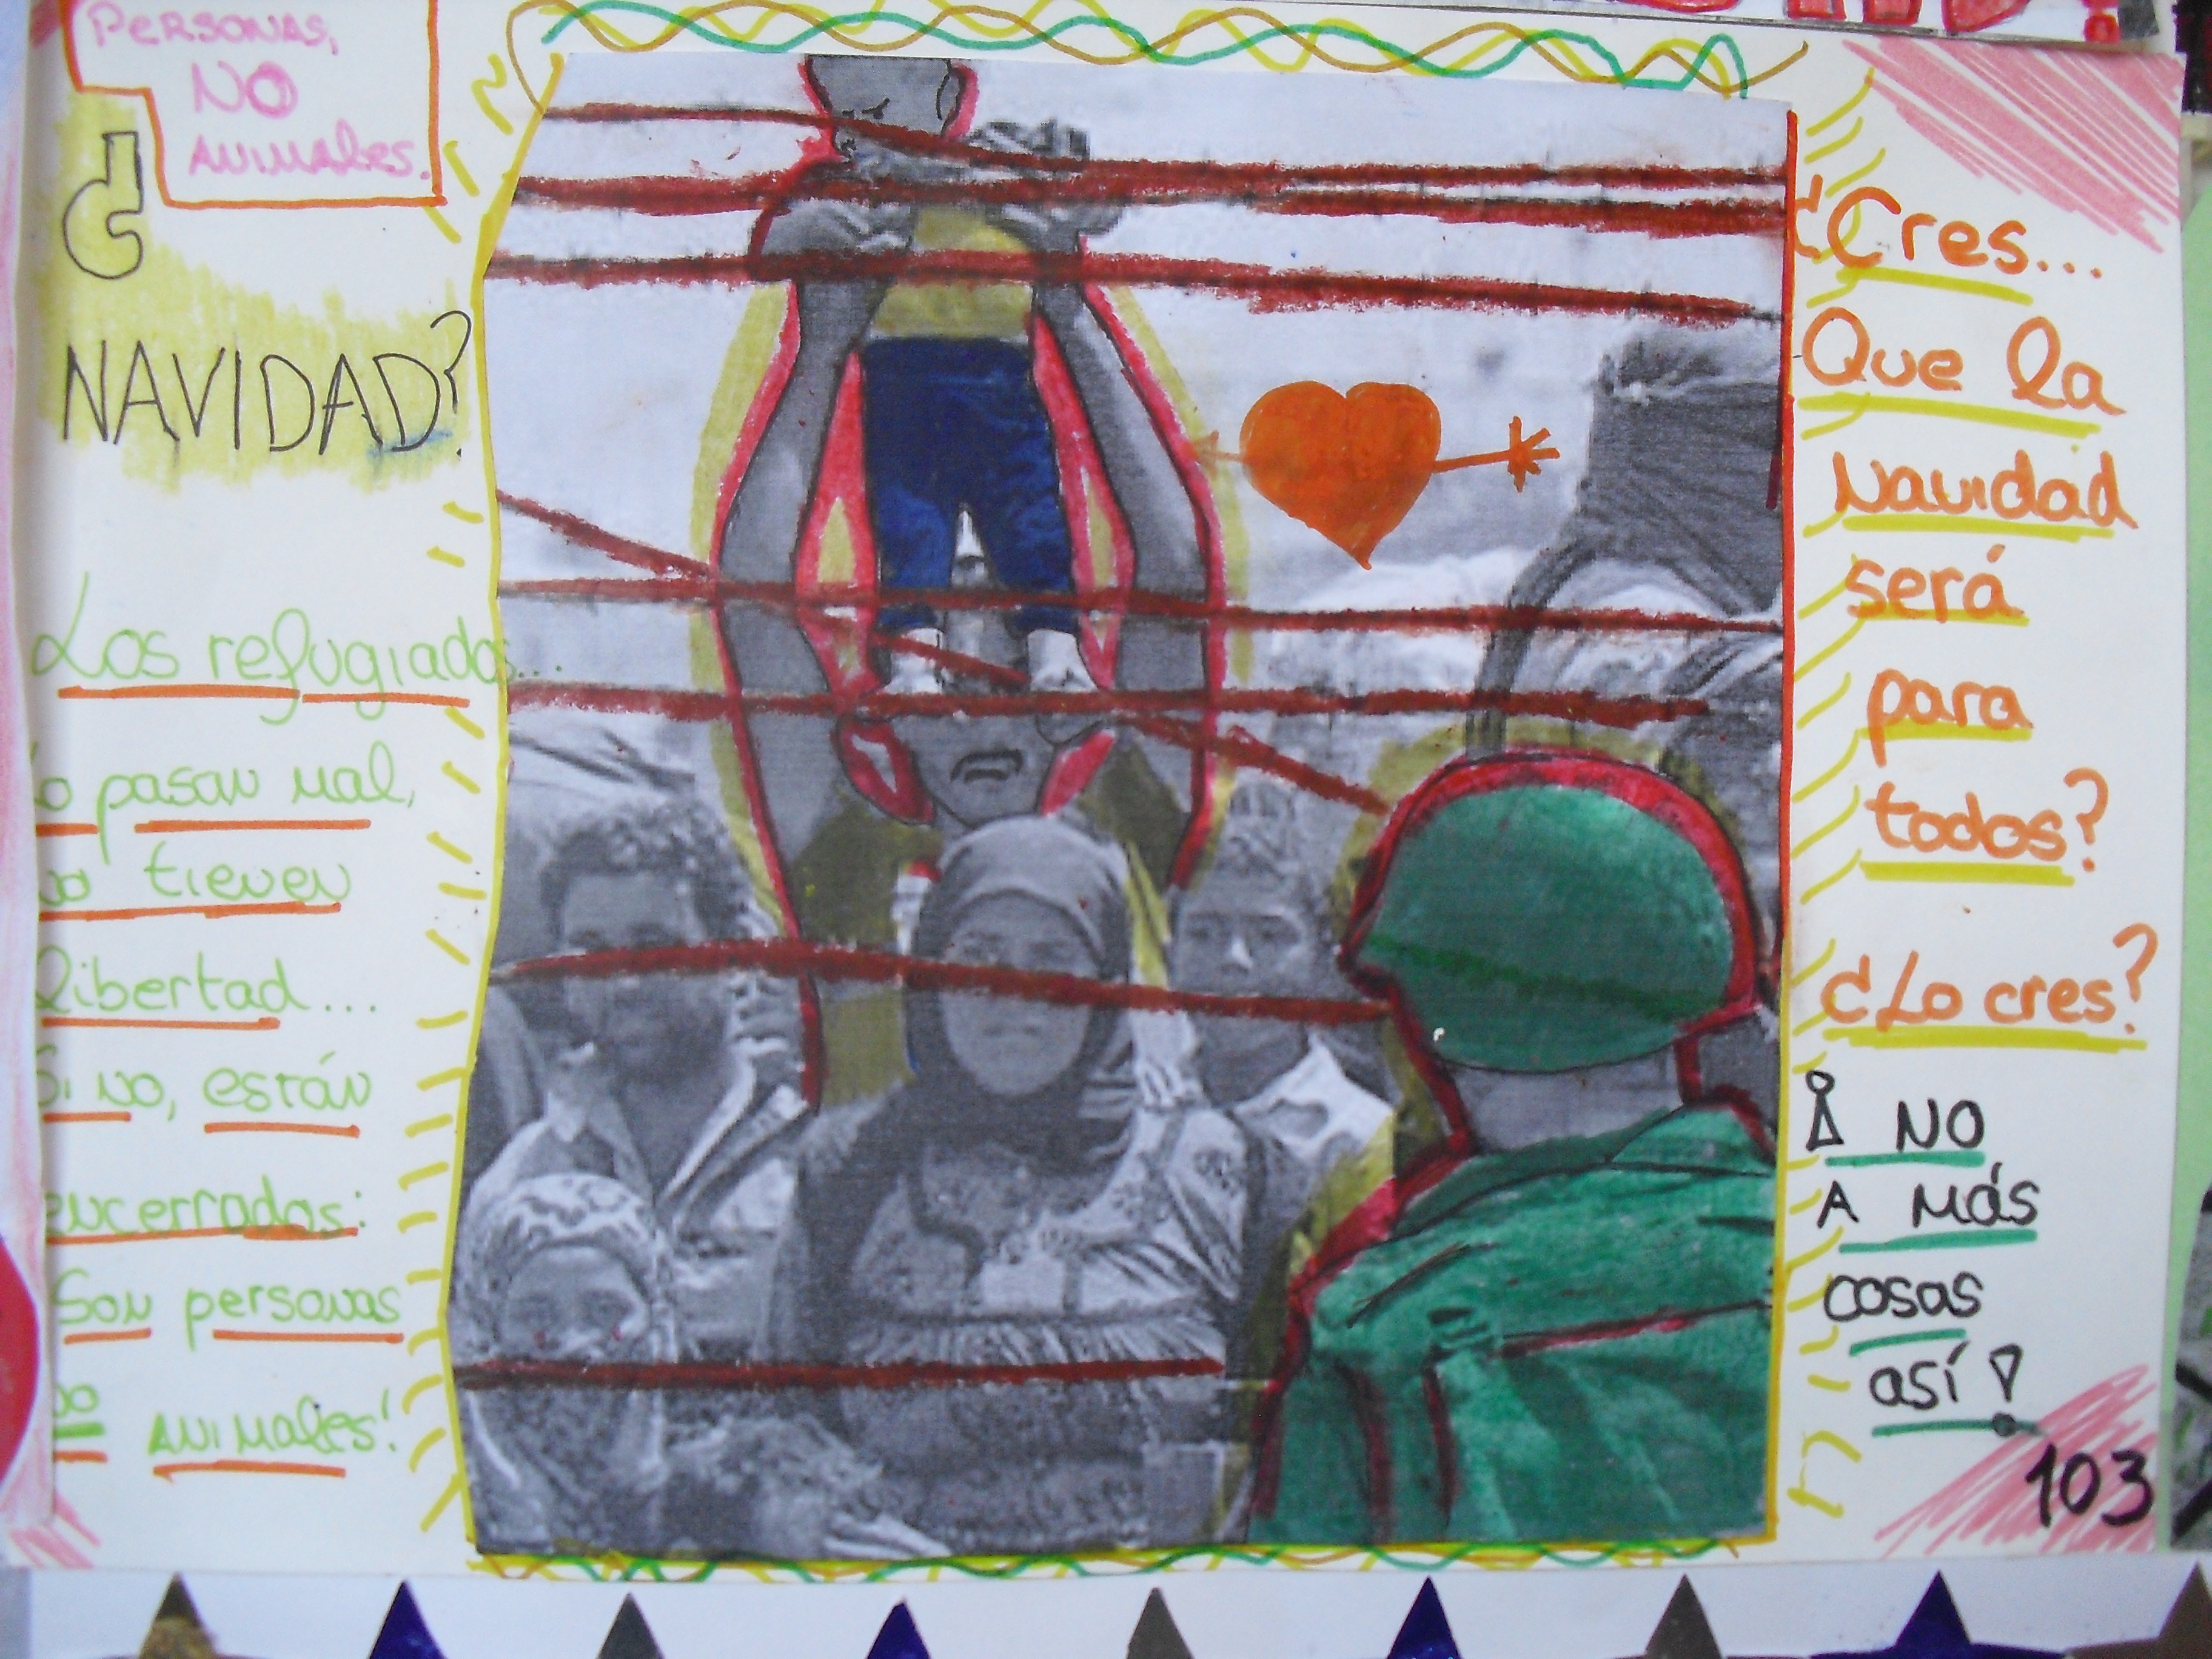 PERSONAS,
NO
ANIMALES.
¿
NAVIDAD?
Los refugiados...
lo pasan mal,
no tienen
libertad...
Si no, están
encerrados:
Son personas
no
ANIMALES!
¿Cres...
Que la
Navidad
será
para
todos?
¿Lo cres?
¡ NO
A MÁS
cosas
así!
103